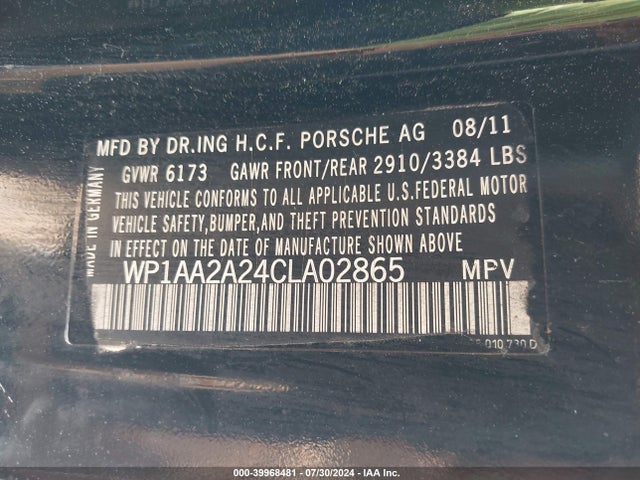 MFD BY DR.ING H.C.F. PORSCHE AG 08/11
GVWR 6173 GAWR FRONT/REAR 2910/3384 LBS
THIS VEHICLE CONFORMS TO ALL APPLICABLE U.S.FEDERAL MOTOR
VEHICLE SAFETY,BUMPER,AND THEFT PREVENTION STANDARDS
IN EFFECT ON THE DATE OF MANUFACTURE SHOWN ABOVE
WP1AA2A24CLA02865 MPV
MADE IN GERMANY
010 730 D
000-39968481 - 07/30/2024 - IAA Inc.